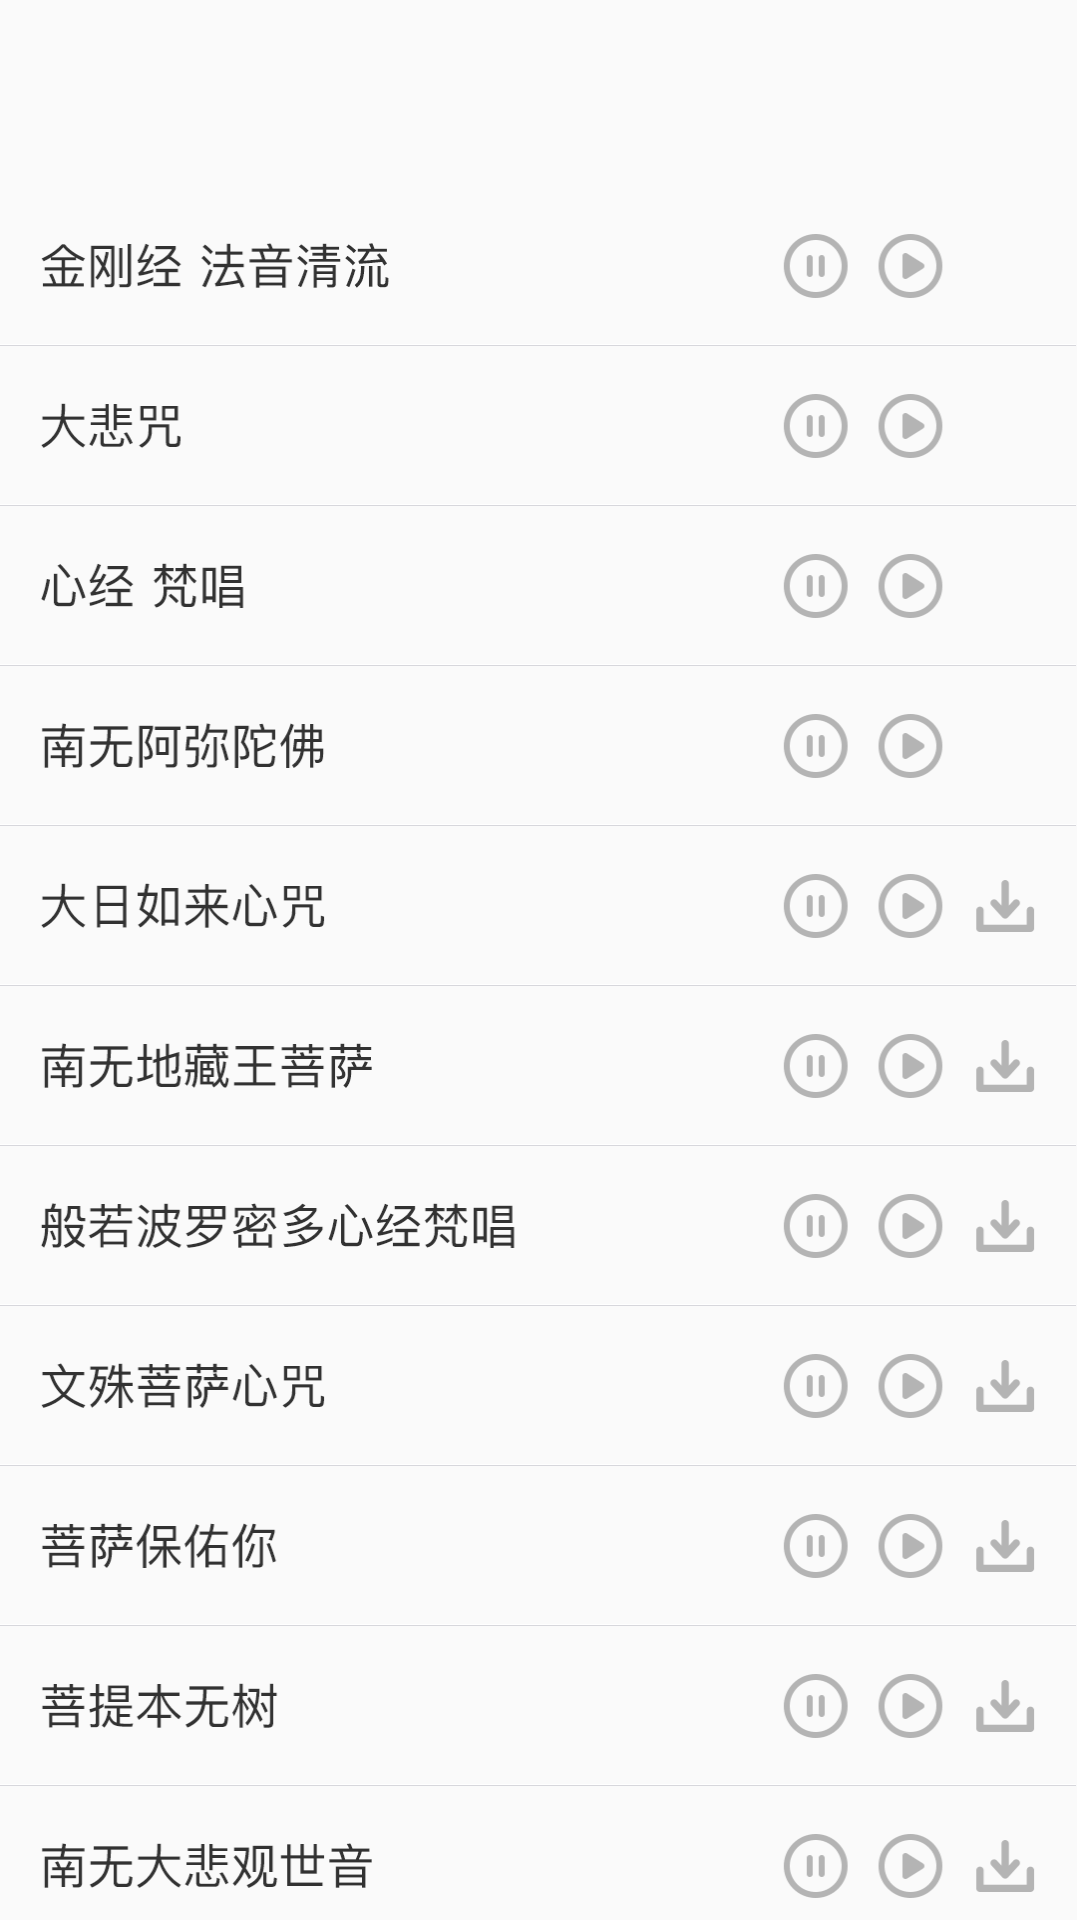 金刚经 法音清流
大悲咒
心经 梵唱
南无阿弥陀佛
大日如来心咒
南无地藏王菩萨
般若波罗密多心经梵唱
文殊菩萨心咒
菩萨保佑你
菩提本无树
南无大悲观世音